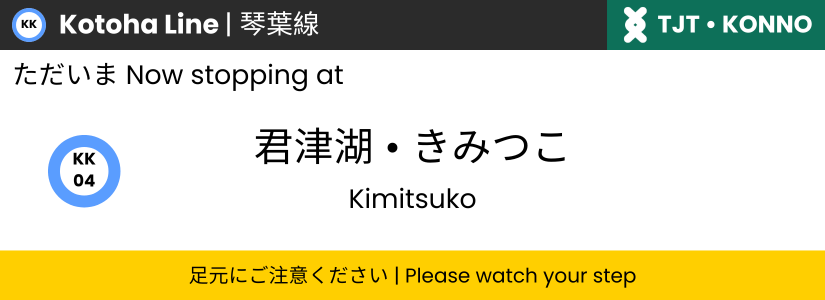 KK Kotoha Line | 琴葉線 TJT • KONNO
ただいま Now stopping at
KK
04
君津湖 • きみつこ
Kimitsuko
足元にご注意ください | Please watch your step